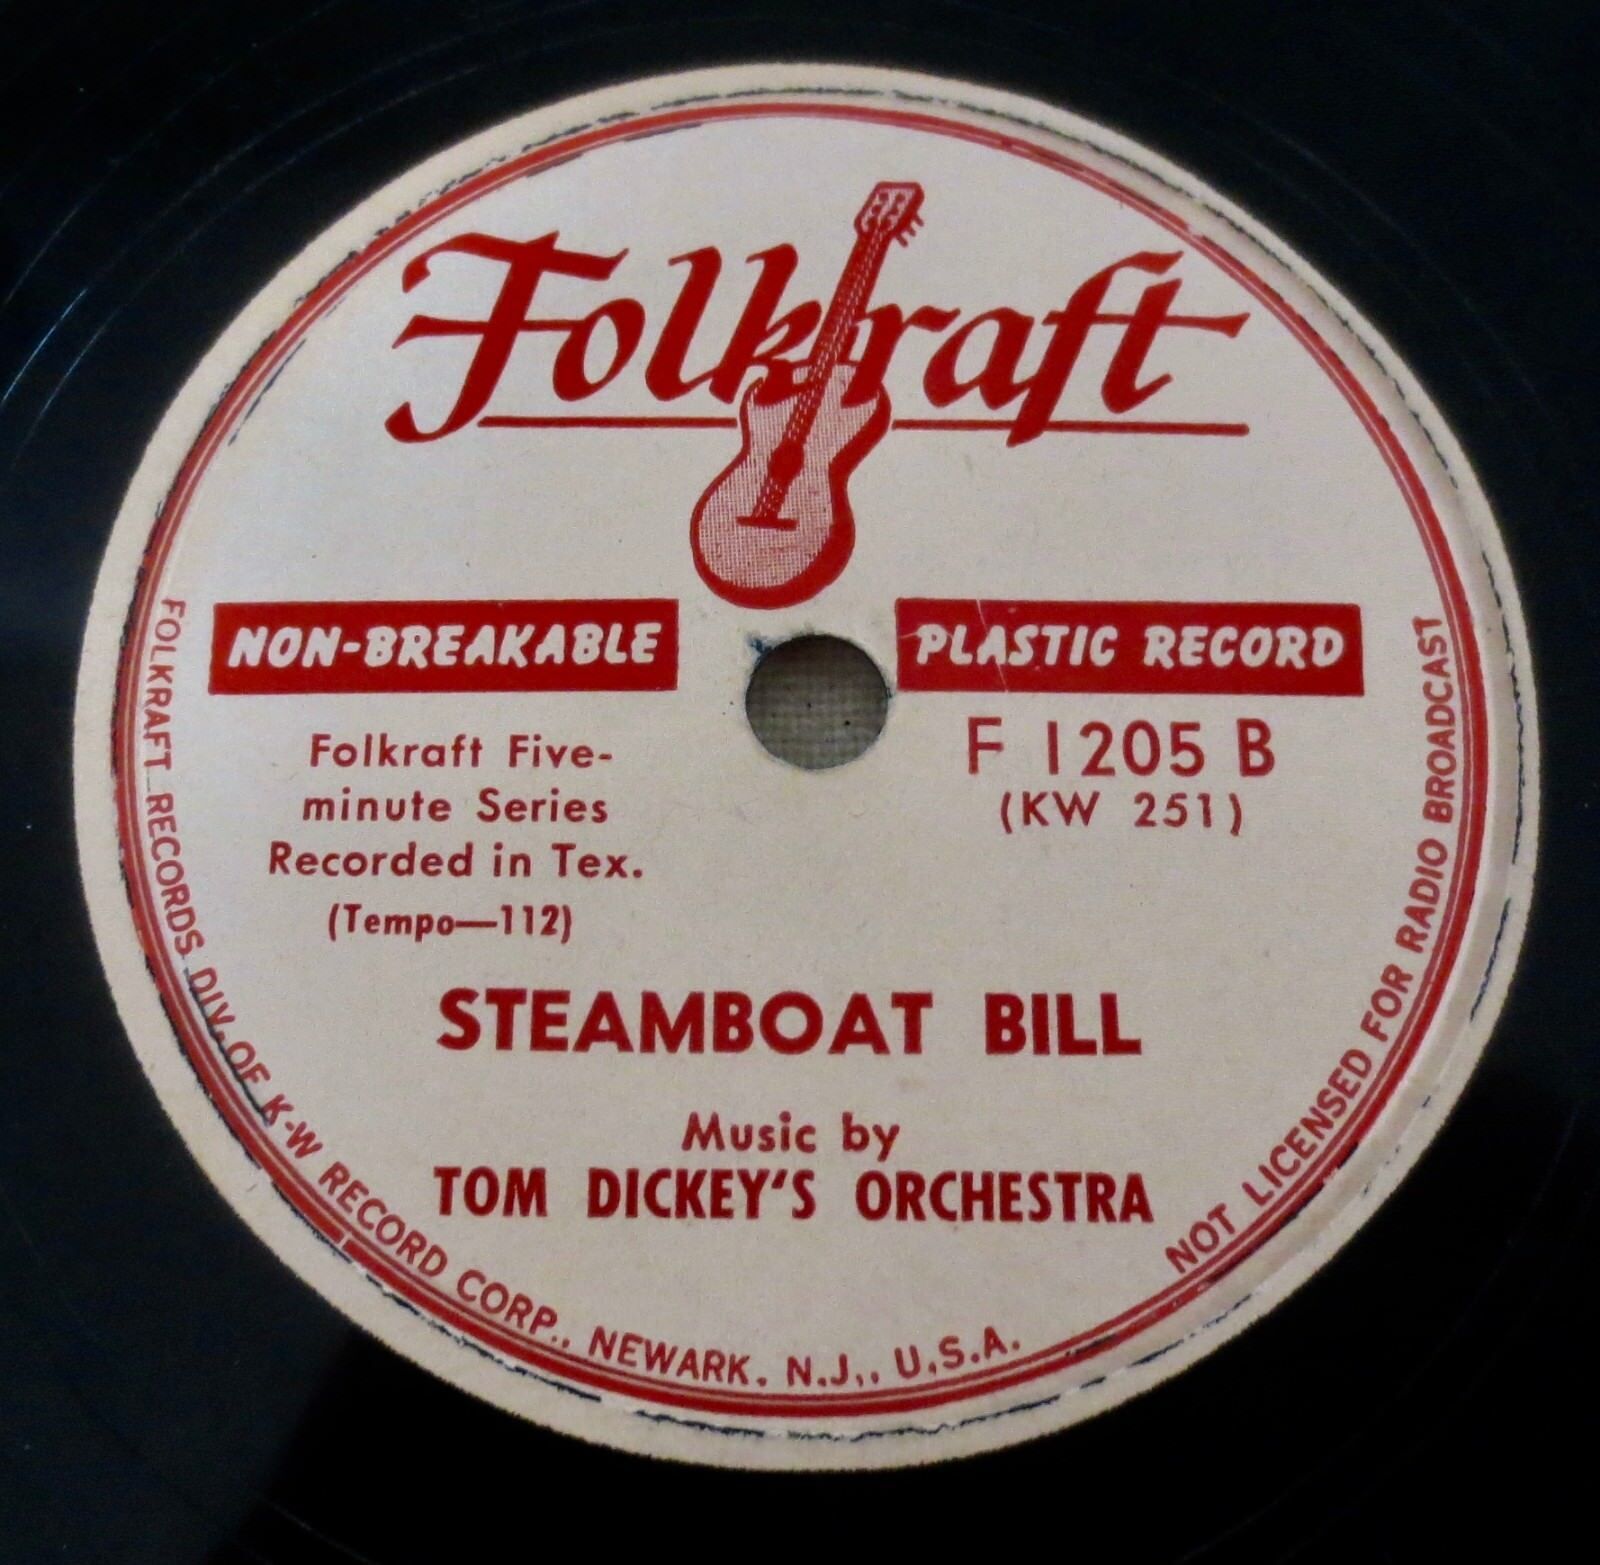 Folkraft
NON-BREAKABLE
PLASTIC RECORD
Folkraft Five-
minute Series
Recorded in Tex.
(Tempo—112)
F 1205 B
(KW 251)
STEAMBOAT BILL
Music by
TOM DICKEY'S ORCHESTRA
FOLKRAFT RECORDS DIV. OF K-W RECORD CORP., NEWARK, N.J., U.S.A.
NOT LICENSED FOR RADIO BROADCAST